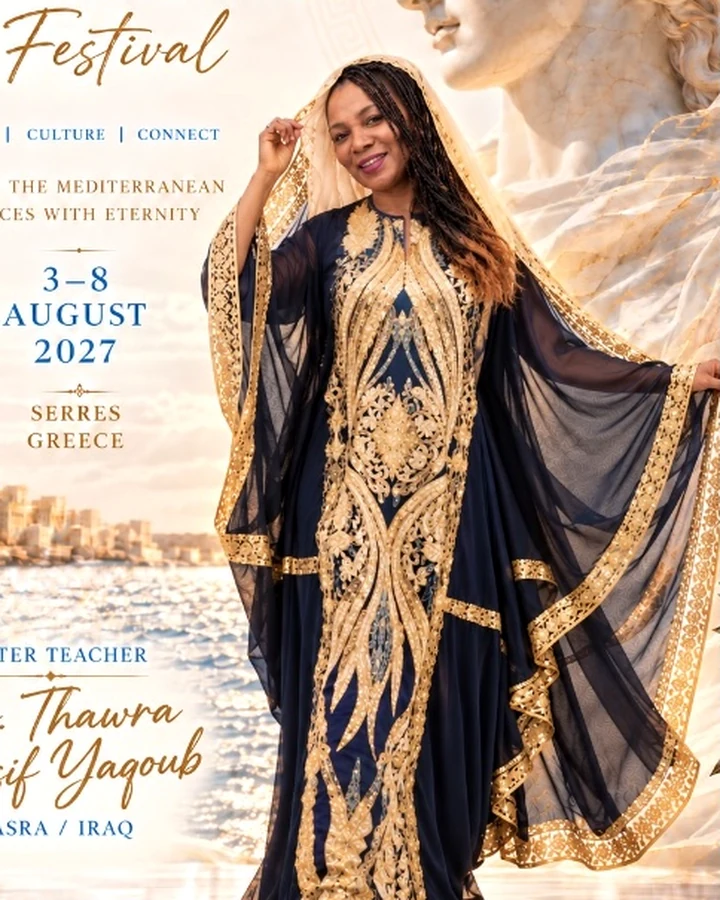 Festival
| CULTURE | CONNECT
THE MEDITERRANEAN
CES WITH ETERNITY
3–8
AUGUST
2027
SERRES
GREECE
TER TEACHER
. Thawra
sif Yaqoub
ASRA / IRAQ